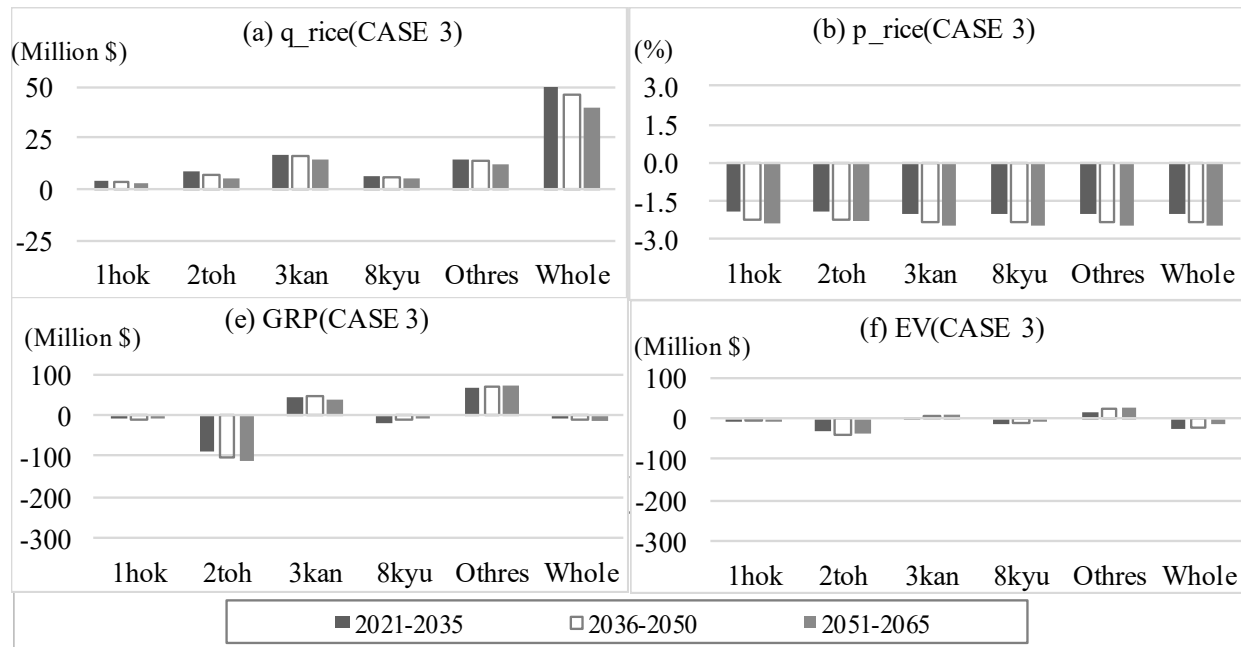 (a) q_rice(CASE 3)
(Million $)
50
25
0
-25
1hok 2toh 3kan 8kyu Othres Whole
(b) p_rice(CASE 3)
(%)
3.0
1.5
0.0
-1.5
-3.0
1hok 2toh 3kan 8kyu Othres Whole
(e) GRP(CASE 3)
(Million $)
100
0
-100
-200
-300
1hok 2toh 3kan 8kyu Othres Whole
(f) EV(CASE 3)
(Million $)
100
0
-100
-200
-300
1hok 2toh 3kan 8kyu Othres Whole
2021-2035 2036-2050 2051-2065